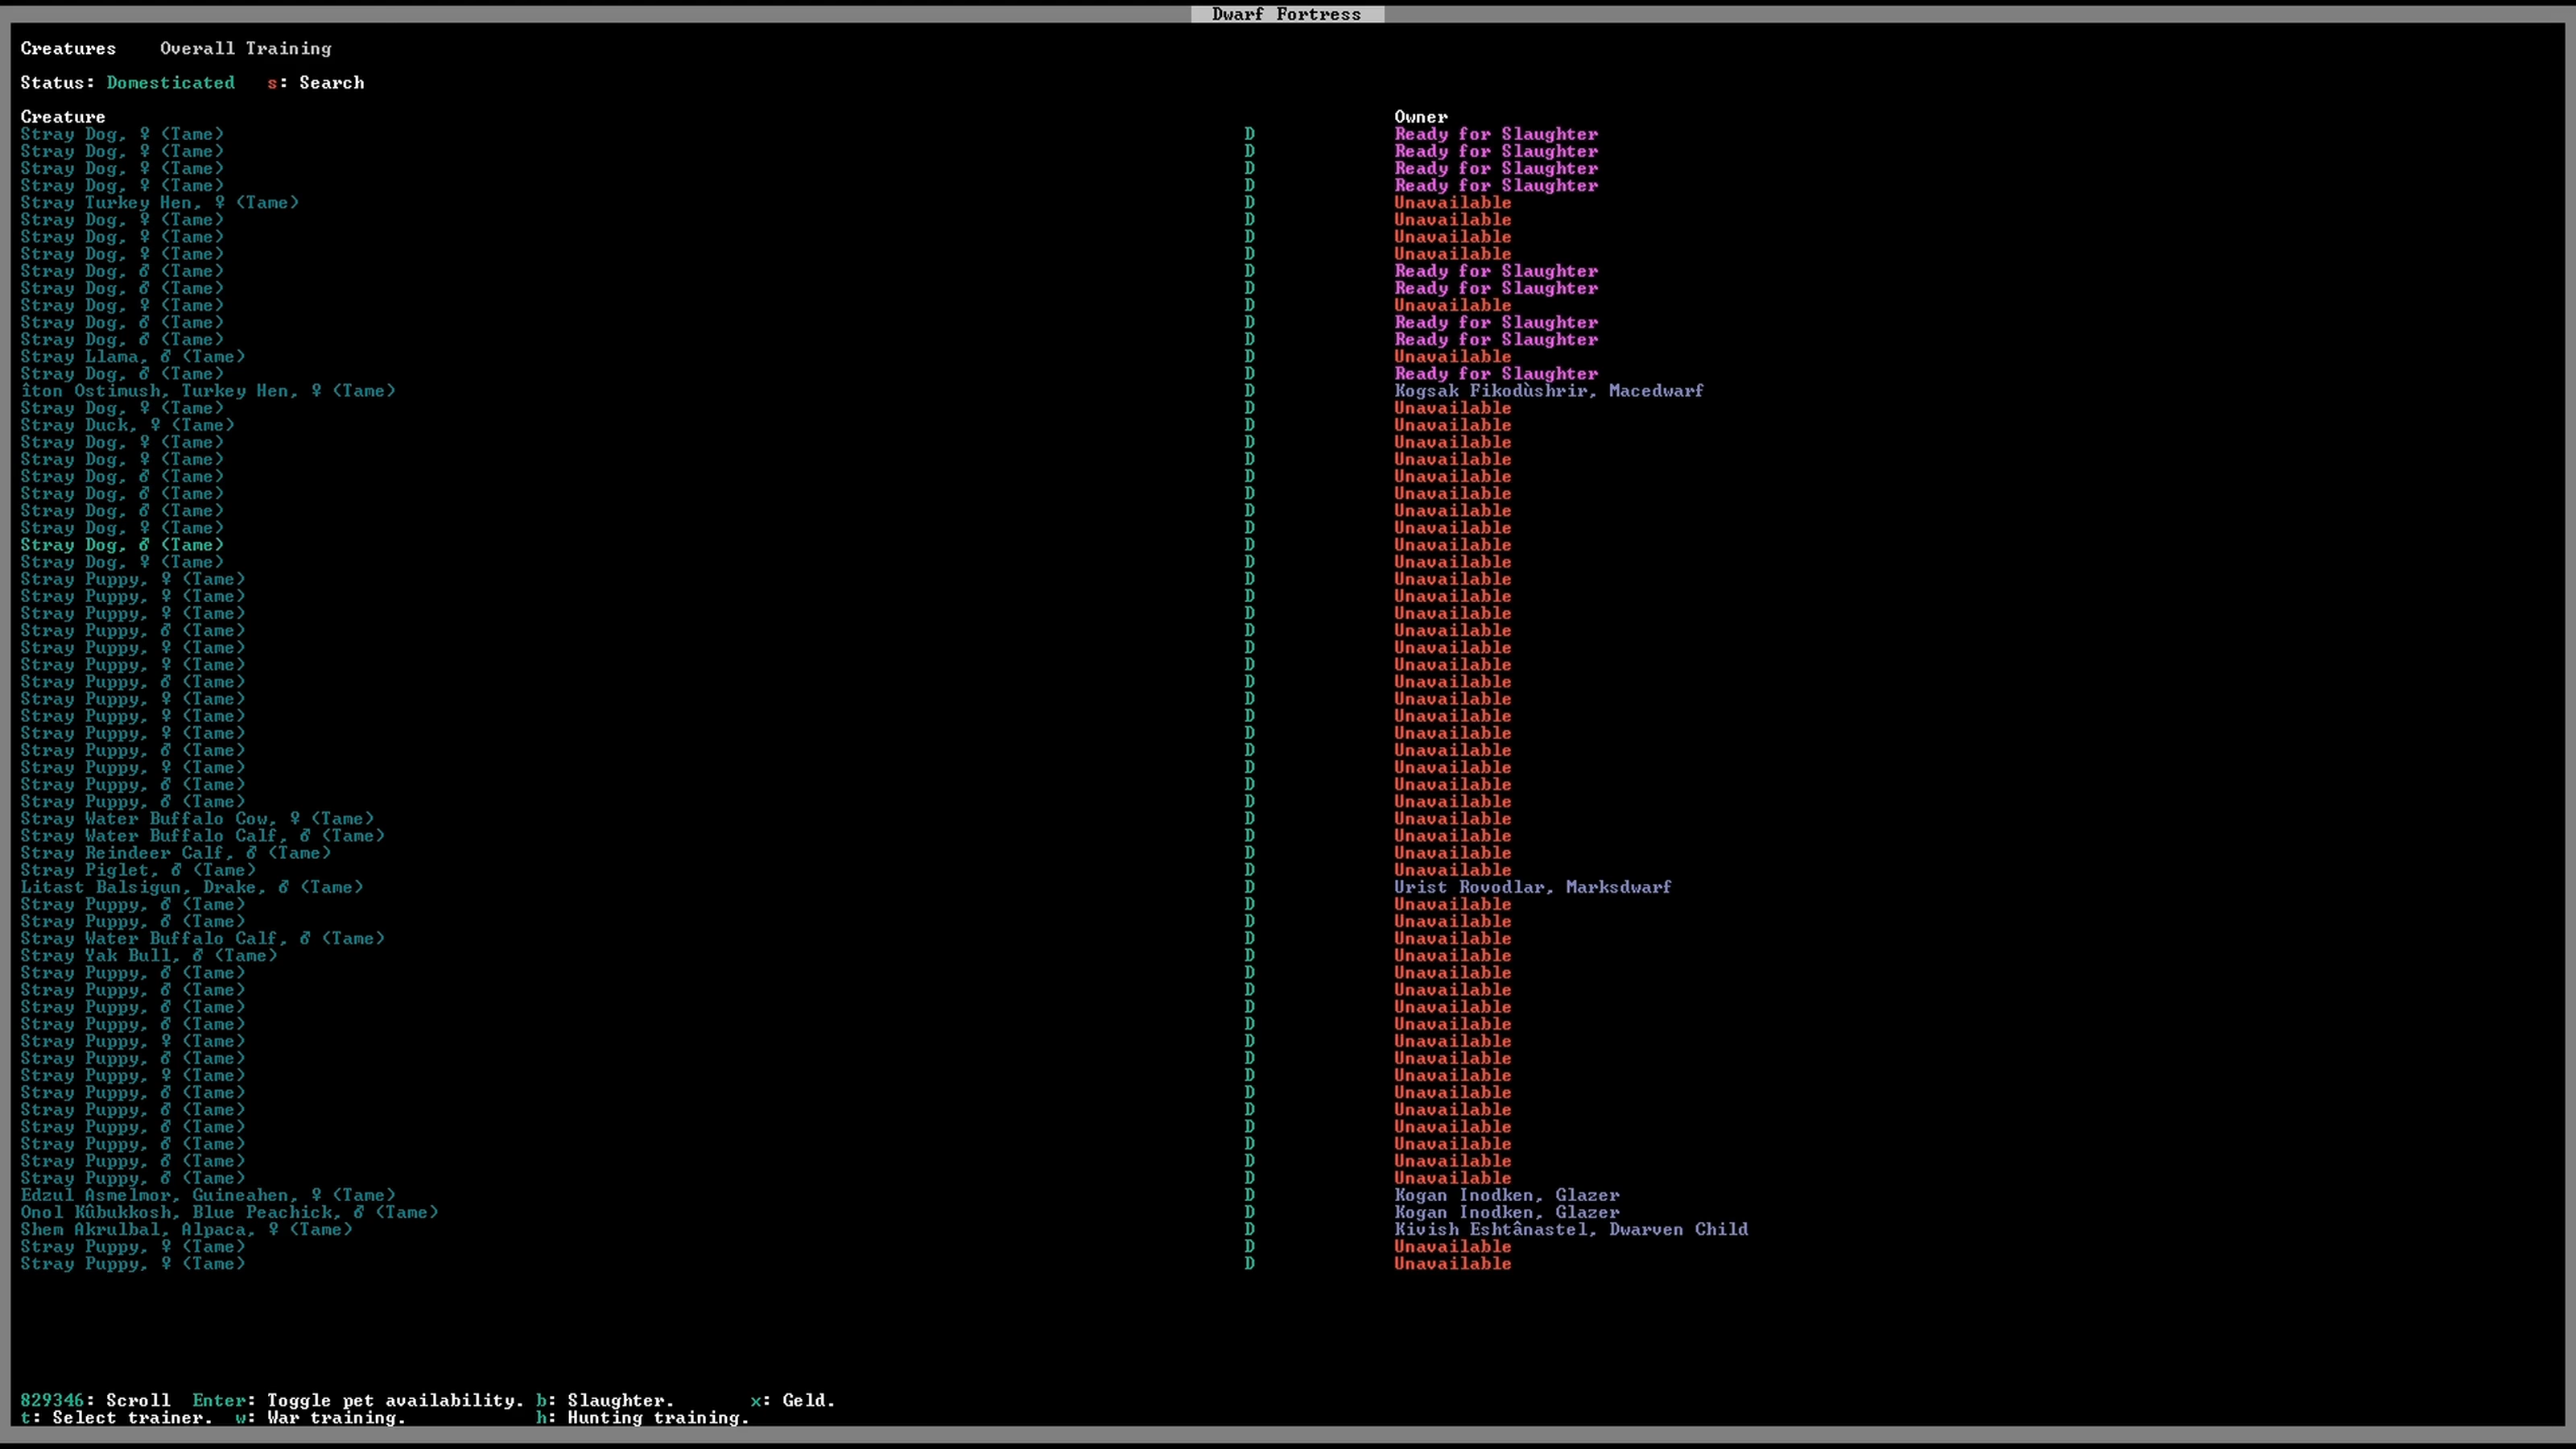 Dwarf Fortress
Creatures Overall Training
Status: Domesticated s: Search
Creature Owner
Stray Dog, ♀ (Tame) D Ready for Slaughter
Stray Dog, ♀ (Tame) D Ready for Slaughter
Stray Dog, ♀ (Tame) D Ready for Slaughter
Stray Dog, ♀ (Tame) D Ready for Slaughter
Stray Turkey Hen, ♀ (Tame) D Unavailable
Stray Dog, ♀ (Tame) D Unavailable
Stray Dog, ♀ (Tame) D Unavailable
Stray Dog, ♀ (Tame) D Unavailable
Stray Dog, ♂ (Tame) D Ready for Slaughter
Stray Dog, ♂ (Tame) D Ready for Slaughter
Stray Dog, ♀ (Tame) D Unavailable
Stray Dog, ♂ (Tame) D Ready for Slaughter
Stray Dog, ♂ (Tame) D Ready for Slaughter
Stray Llama, ♂ (Tame) D Unavailable
Stray Dog, ♂ (Tame) D Ready for Slaughter
îton Ostimush, Turkey Hen, ♀ (Tame) D Kogsak Fikodùshrir, Macedwarf
Stray Dog, ♀ (Tame) D Unavailable
Stray Duck, ♀ (Tame) D Unavailable
Stray Dog, ♀ (Tame) D Unavailable
Stray Dog, ♀ (Tame) D Unavailable
Stray Dog, ♂ (Tame) D Unavailable
Stray Dog, ♂ (Tame) D Unavailable
Stray Dog, ♂ (Tame) D Unavailable
Stray Dog, ♀ (Tame) D Unavailable
Stray Dog, ♂ (Tame) D Unavailable
Stray Dog, ♀ (Tame) D Unavailable
Stray Puppy, ♀ (Tame) D Unavailable
Stray Puppy, ♀ (Tame) D Unavailable
Stray Puppy, ♀ (Tame) D Unavailable
Stray Puppy, ♂ (Tame) D Unavailable
Stray Puppy, ♀ (Tame) D Unavailable
Stray Puppy, ♀ (Tame) D Unavailable
Stray Puppy, ♂ (Tame) D Unavailable
Stray Puppy, ♀ (Tame) D Unavailable
Stray Puppy, ♀ (Tame) D Unavailable
Stray Puppy, ♀ (Tame) D Unavailable
Stray Puppy, ♂ (Tame) D Unavailable
Stray Puppy, ♀ (Tame) D Unavailable
Stray Puppy, ♂ (Tame) D Unavailable
Stray Puppy, ♂ (Tame) D Unavailable
Stray Water Buffalo Cow, ♀ (Tame) D Unavailable
Stray Water Buffalo Calf, ♂ (Tame) D Unavailable
Stray Reindeer Calf, ♂ (Tame) D Unavailable
Stray Piglet, ♂ (Tame) D Unavailable
Litast Balsigun, Drake, ♂ (Tame) D Urist Rovodlar, Marksdwarf
Stray Puppy, ♂ (Tame) D Unavailable
Stray Puppy, ♂ (Tame) D Unavailable
Stray Water Buffalo Calf, ♂ (Tame) D Unavailable
Stray Yak Bull, ♂ (Tame) D Unavailable
Stray Puppy, ♂ (Tame) D Unavailable
Stray Puppy, ♂ (Tame) D Unavailable
Stray Puppy, ♂ (Tame) D Unavailable
Stray Puppy, ♂ (Tame) D Unavailable
Stray Puppy, ♀ (Tame) D Unavailable
Stray Puppy, ♂ (Tame) D Unavailable
Stray Puppy, ♀ (Tame) D Unavailable
Stray Puppy, ♂ (Tame) D Unavailable
Stray Puppy, ♂ (Tame) D Unavailable
Stray Puppy, ♂ (Tame) D Unavailable
Stray Puppy, ♂ (Tame) D Unavailable
Stray Puppy, ♂ (Tame) D Unavailable
Stray Puppy, ♂ (Tame) D Unavailable
Edzul Asmelmor, Guineahen, ♀ (Tame) D Kogan Inodken, Glazer
Onol Kûbukkosh, Blue Peachick, ♂ (Tame) D Kogan Inodken, Glazer
Shem Akrulbal, Alpaca, ♀ (Tame) D Kivish Eshtânastel, Dwarven Child
Stray Puppy, ♀ (Tame) D Unavailable
Stray Puppy, ♀ (Tame) D Unavailable
829346: Scroll Enter: Toggle pet availability. b: Slaughter. x: Geld.
t: Select trainer. w: War training. h: Hunting training.